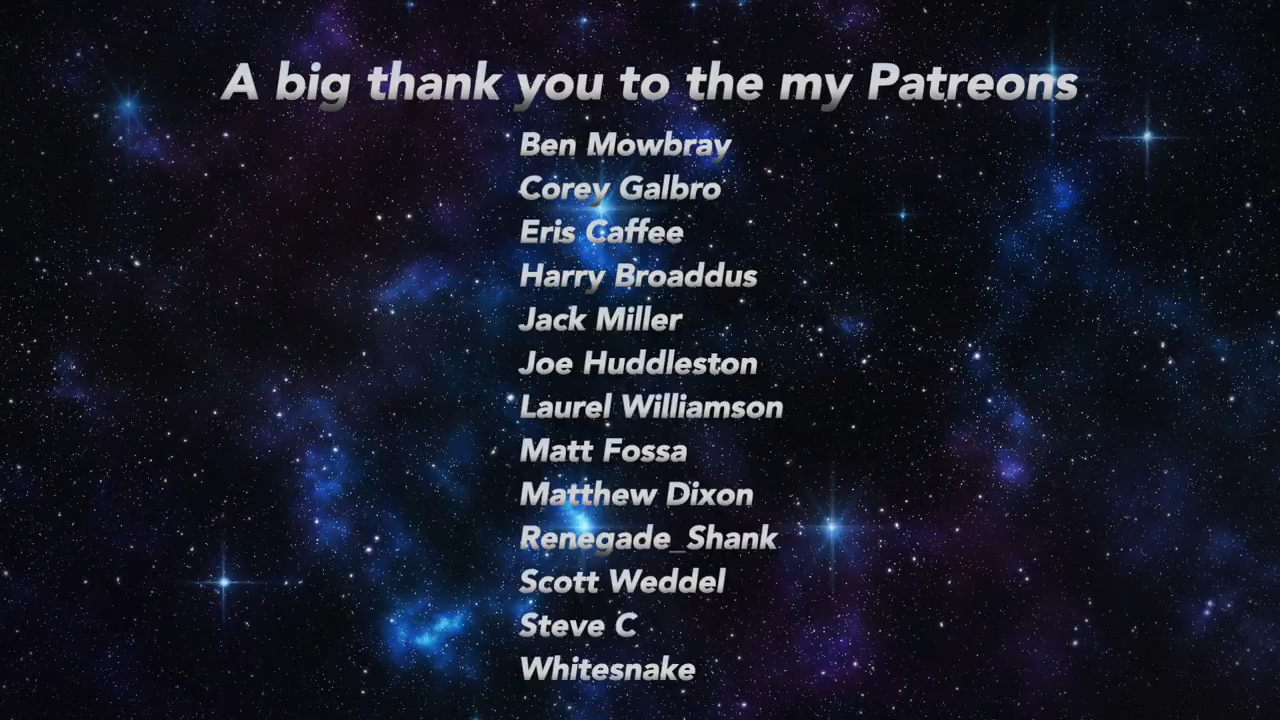 A big thank you to the my Patreons
Ben Mowbray
Corey Galbro
Eris Caffee
Harry Broaddus
Jack Miller
Joe Huddleston
Laurel Williamson
Matt Fossa
Matthew Dixon
Renegade_Shank
Scott Weddel
Steve C
Whitesnake